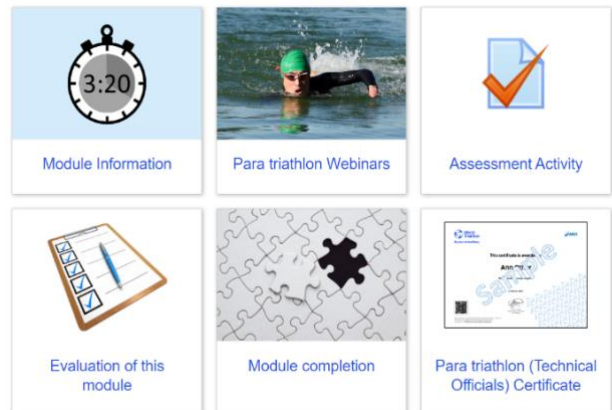 3:20
Module Information
Para triathlon Webinars
Assessment Activity
Sample
Evaluation of this
module
Module completion
Para triathlon (Technical
Officials) Certificate